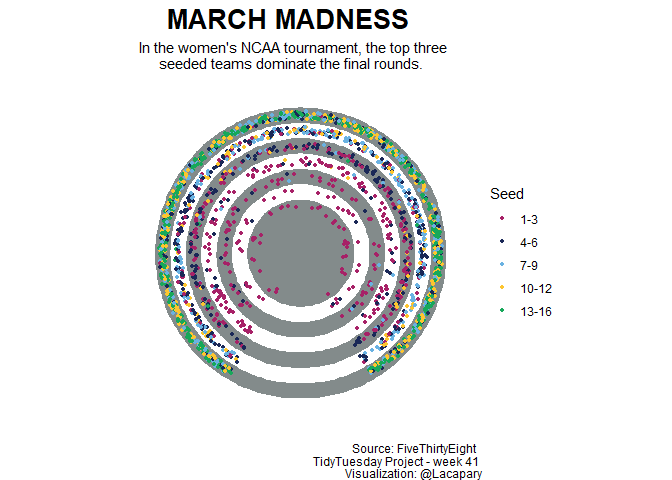 MARCH MADNESS
In the women's NCAA tournament, the top three
seeded teams dominate the final rounds.
Seed
1-3
4-6
7-9
10-12
13-16
Source: FiveThirtyEight
TidyTuesday Project - week 41
Visualization: @Lacapary